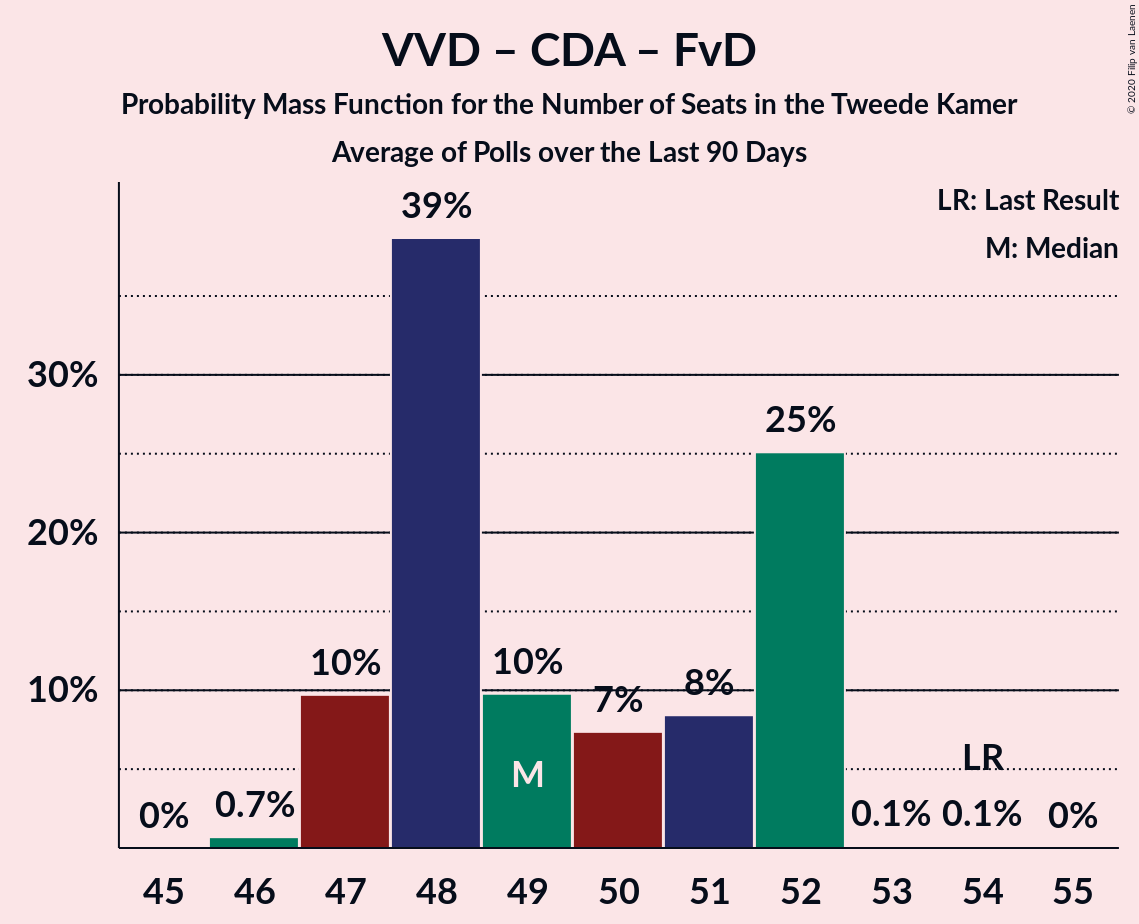 VVD – CDA – FvD
Probability Mass Function for the Number of Seats in the Tweede Kamer
Average of Polls over the Last 90 Days
© 2020 Filip van Laenen
LR: Last Result
M: Median
30%
20%
10%
0%
0.7%
10%
39%
10%
7%
8%
25%
0.1%
0.1%
0%
M
LR
45 46 47 48 49 50 51 52 53 54 55